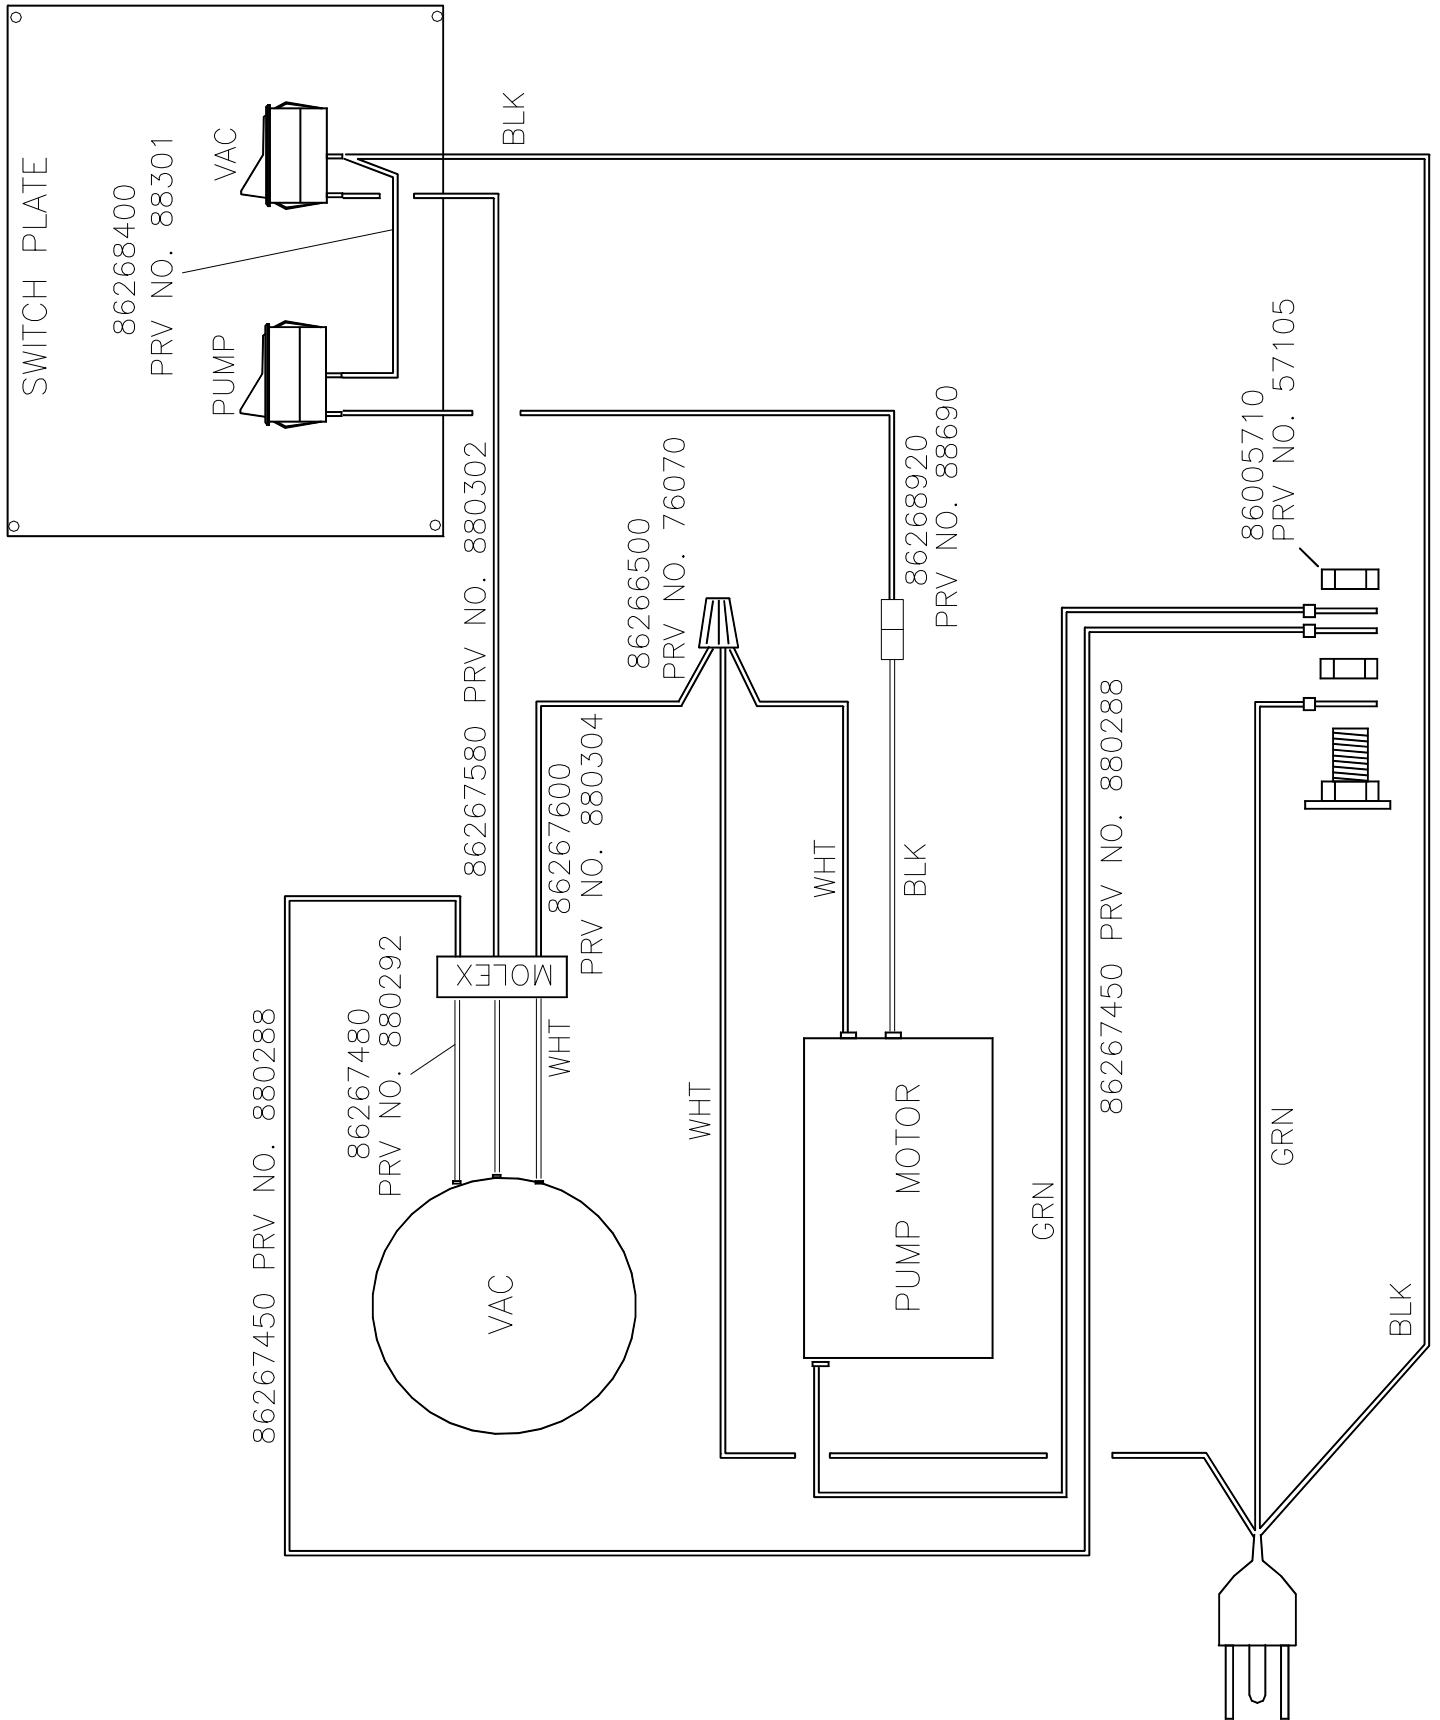 SWITCH PLATE
86268400
PRV NO. 88301
VAC
PUMP
BLK
86267580 PRV NO. 880302
86266500
PRV NO. 76070
86268920
PRV NO. 88690
86005710
PRV NO. 57105
86267600
PRV NO. 880304
MOLEX
86267480
PRV NO. 880292
WHT
86267450 PRV NO. 880288
VAC
WHT
WHT
BLK
PUMP MOTOR
86267450 PRV NO. 880288
GRN
GRN
BLK